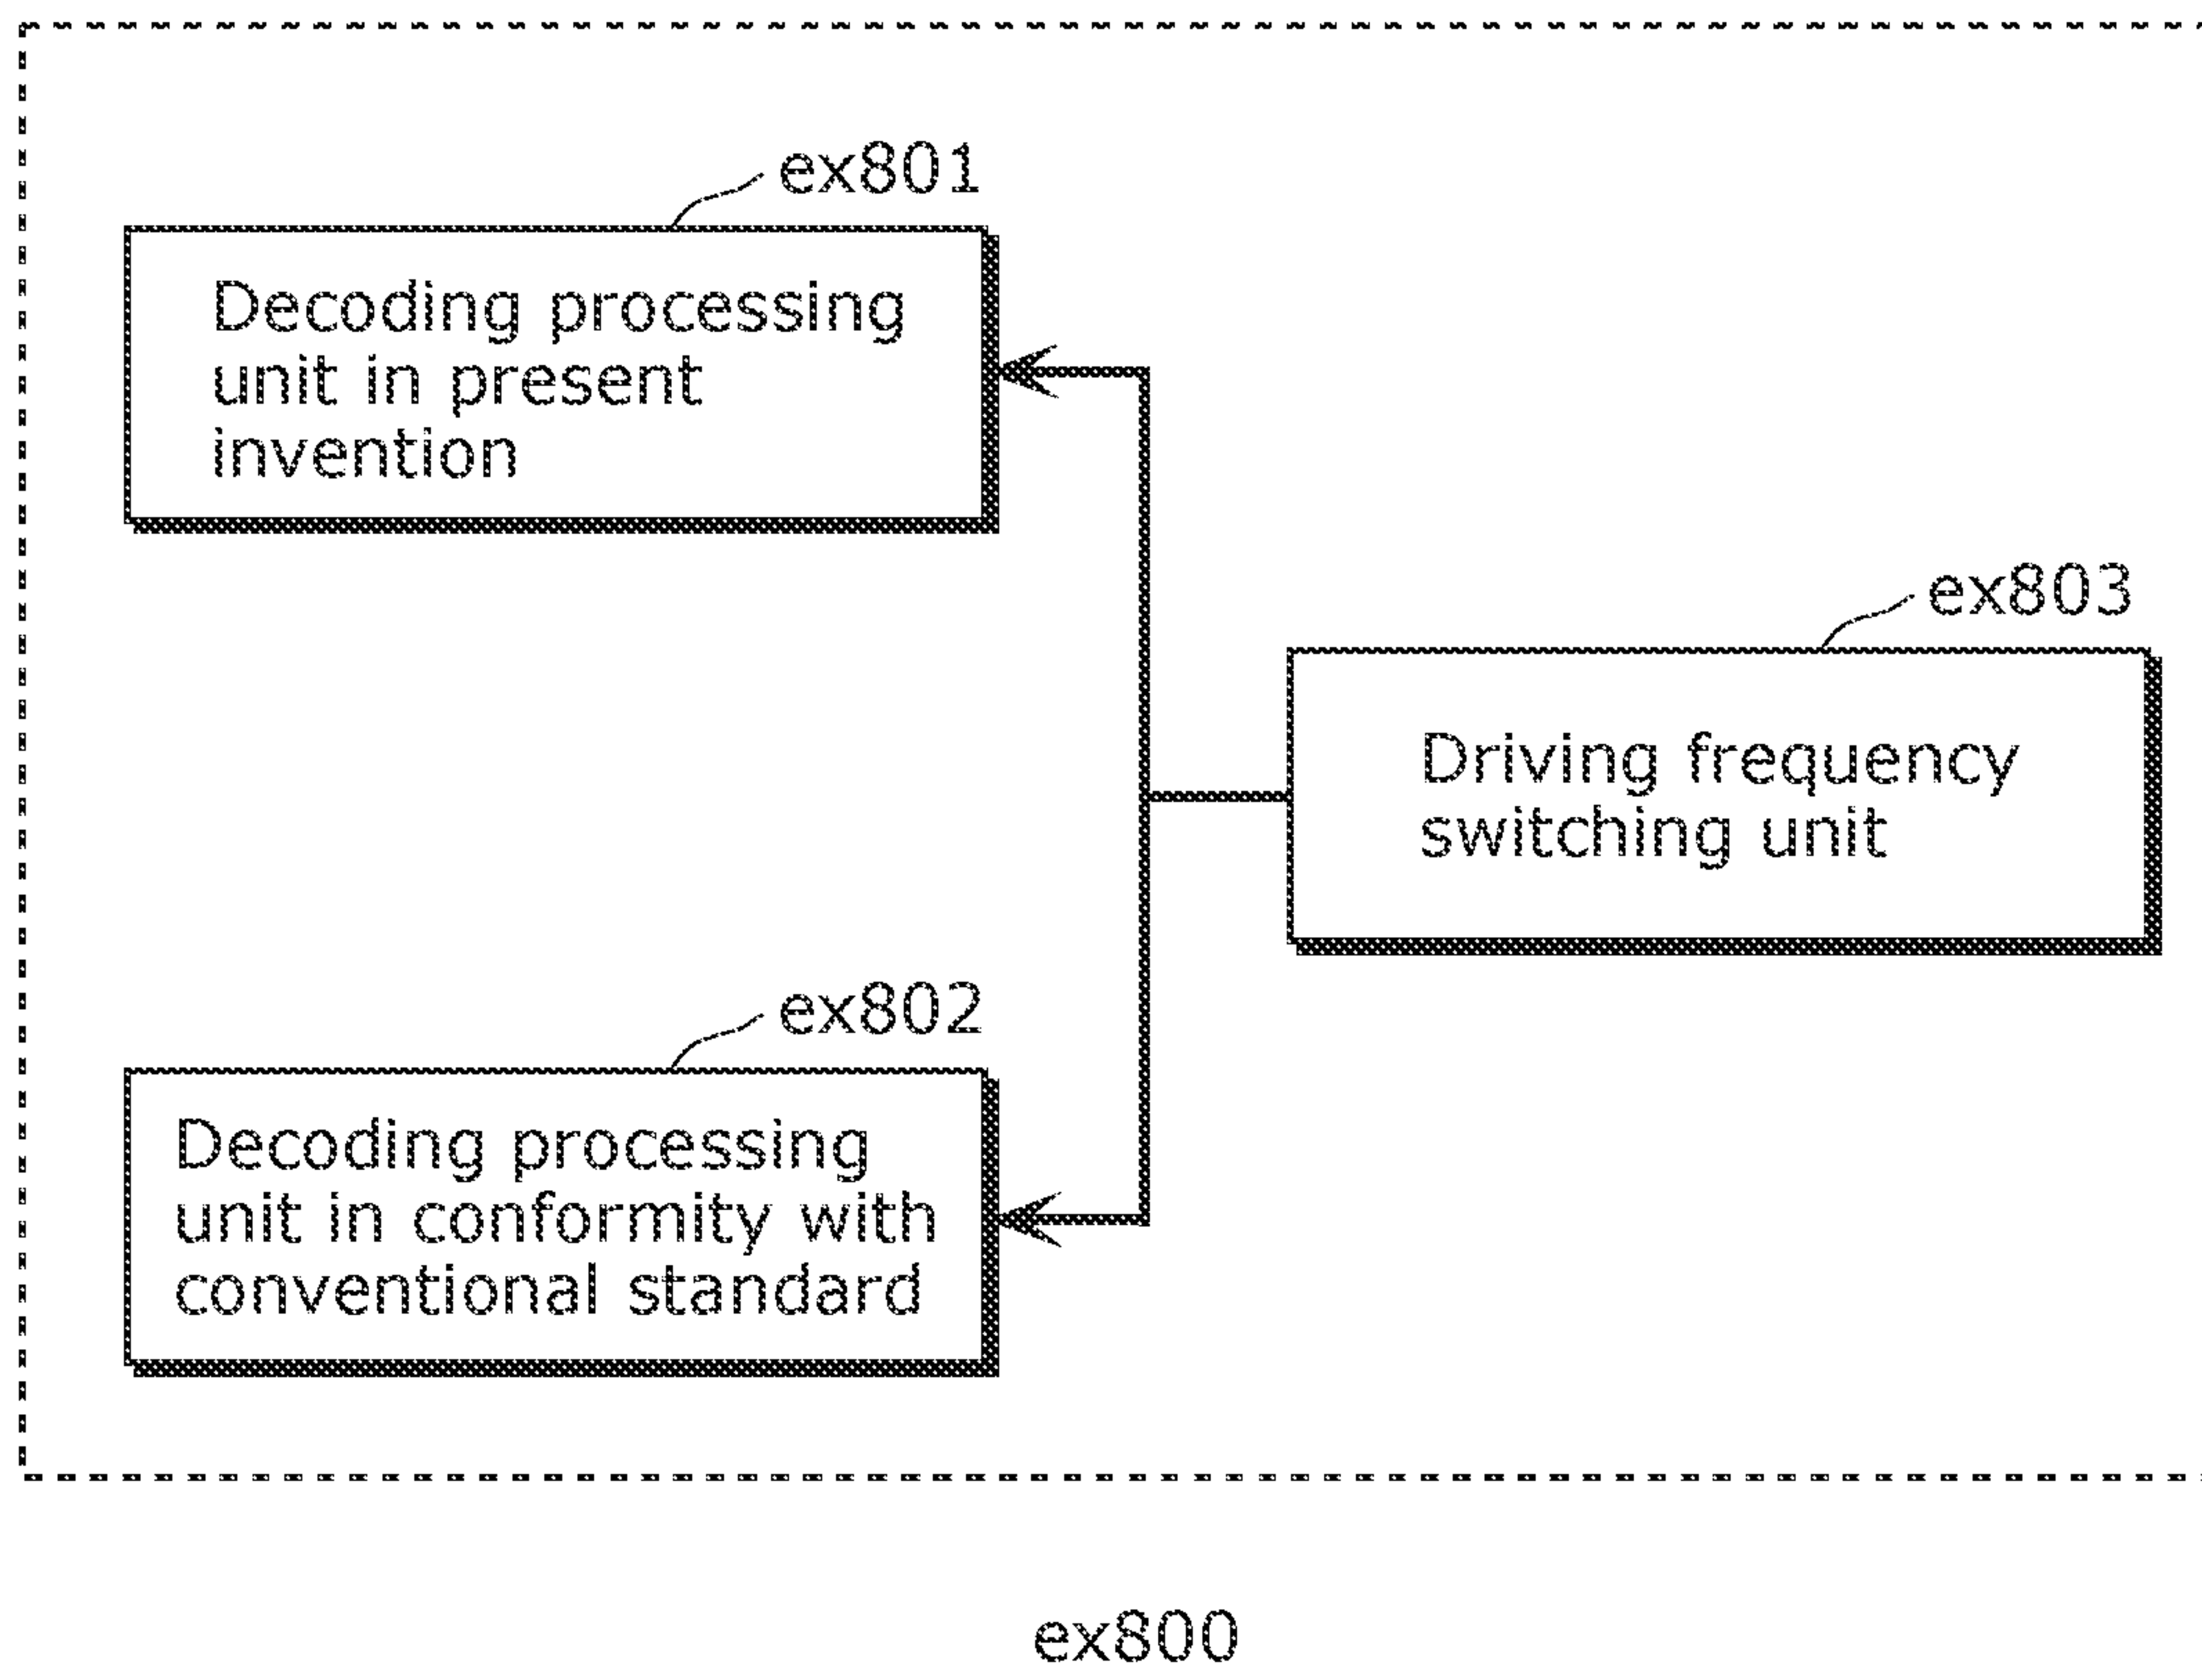 ex801
Decoding processing
unit in present
invention
ex803
Driving frequency
switching unit
ex802
Decoding processing
unit in conformity with
conventional standard
ex800